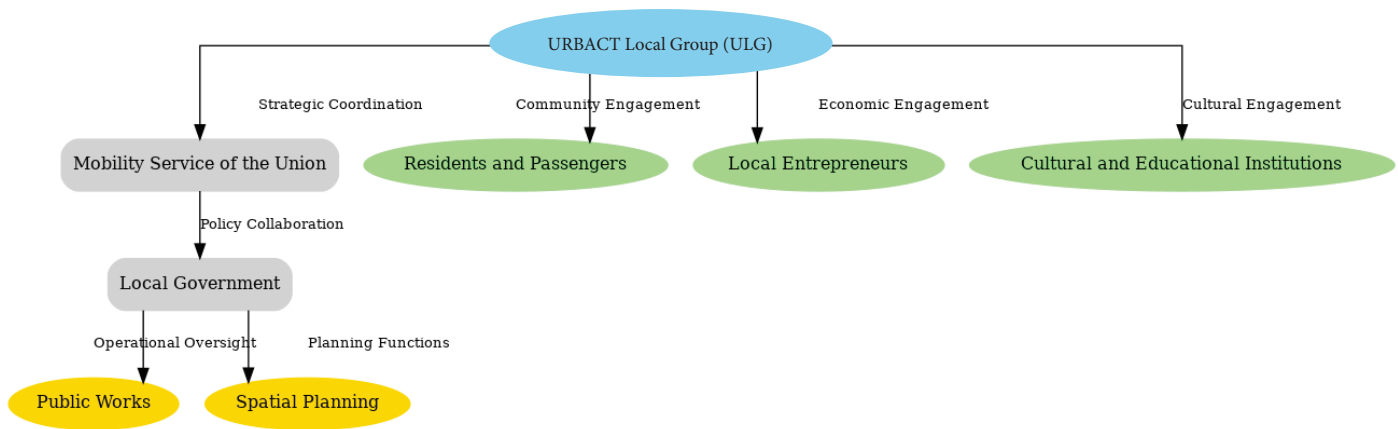 URBACT Local Group (ULG)
Strategic Coordination
Community Engagement
Economic Engagement
Cultural Engagement
Mobility Service of the Union
Residents and Passengers
Local Entrepreneurs
Cultural and Educational Institutions
Policy Collaboration
Local Government
Operational Oversight
Planning Functions
Public Works
Spatial Planning